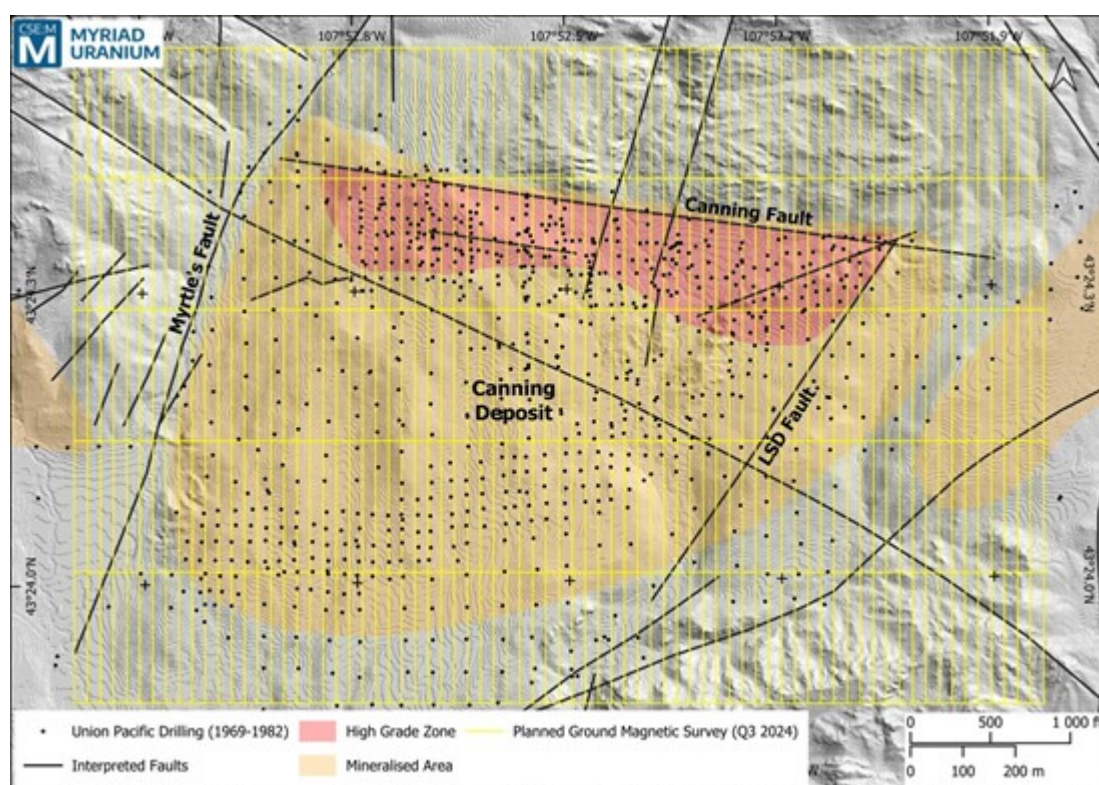 CSE:M
M
MYRIAD
URANIUM
107°52.8'W
107°52.5'W
107°52.2'W
107°51.9'W
43°24.3'N
Canning Fault
Myrtle's Fault
Canning
Deposit
LSD Fault
43°24.0'N
43°24.0'N
Union Pacific Drilling (1969-1982)
High Grade Zone
Planned Ground Magnetic Survey (Q3 2024)
Interpreted Faults
Mineralised Area
0 500 1 000 ft
0 100 200 m